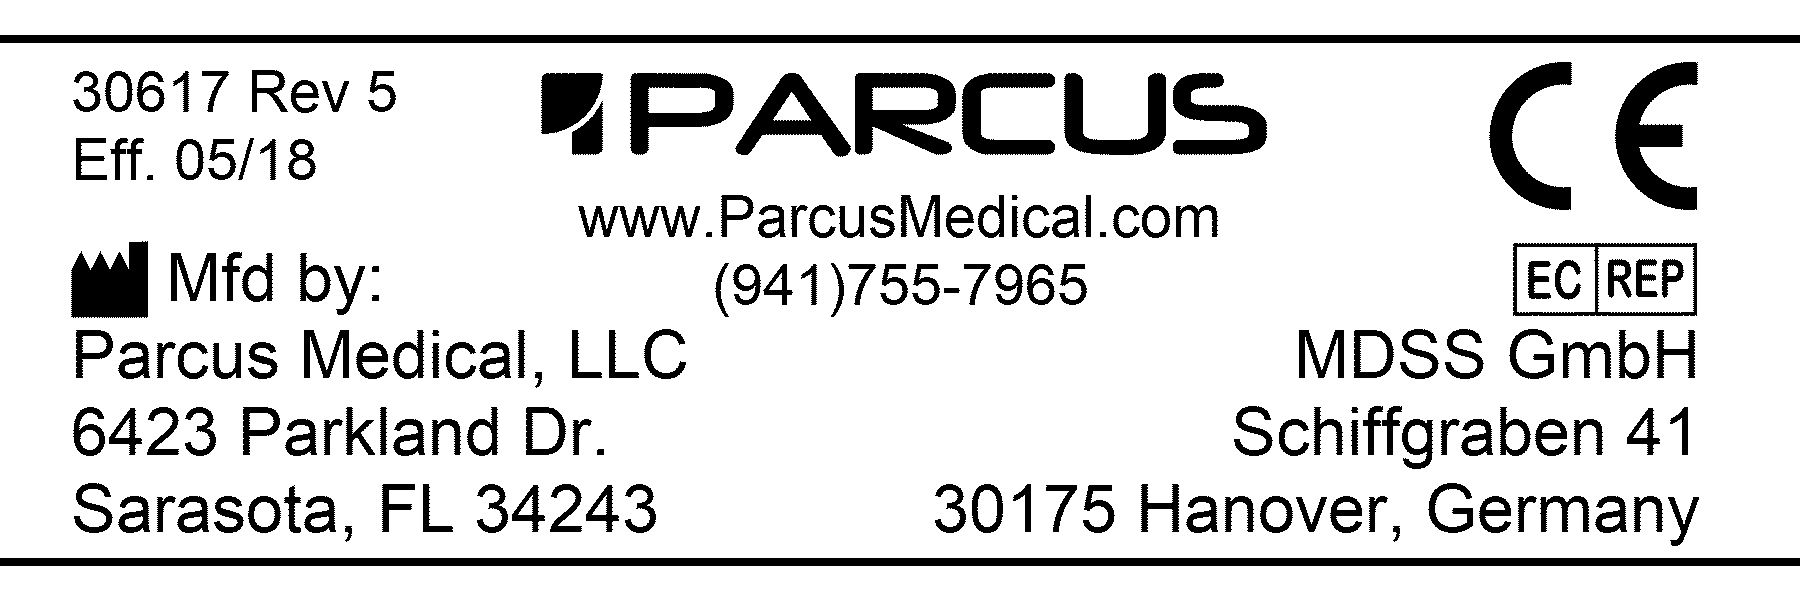 30617 Rev 5
Eff. 05/18
PARCUS
www.ParcusMedical.com
(941)755-7965
CE
Mfd by:
Parcus Medical, LLC
6423 Parkland Dr.
Sarasota, FL 34243
EC REP
MDSS GmbH
Schiffgraben 41
30175 Hanover, Germany